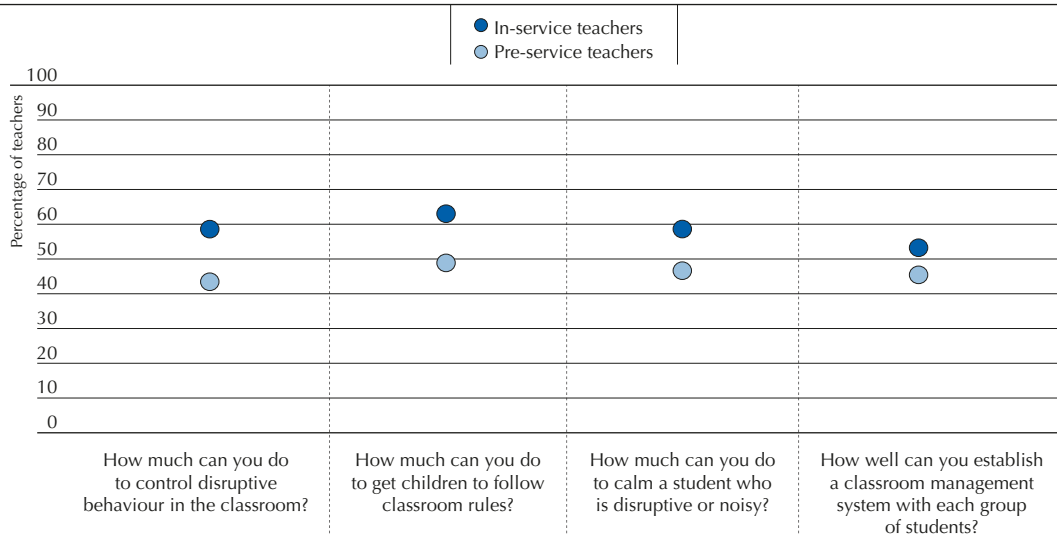 In-service teachers
Pre-service teachers
Percentage of teachers
100
90
80
70
60
50
40
30
20
10
0
How much can you do
to control disruptive
behaviour in the classroom?
How much can you do
to get children to follow
classroom rules?
How much can you do
to calm a student who
is disruptive or noisy?
How well can you establish
a classroom management
system with each group
of students?